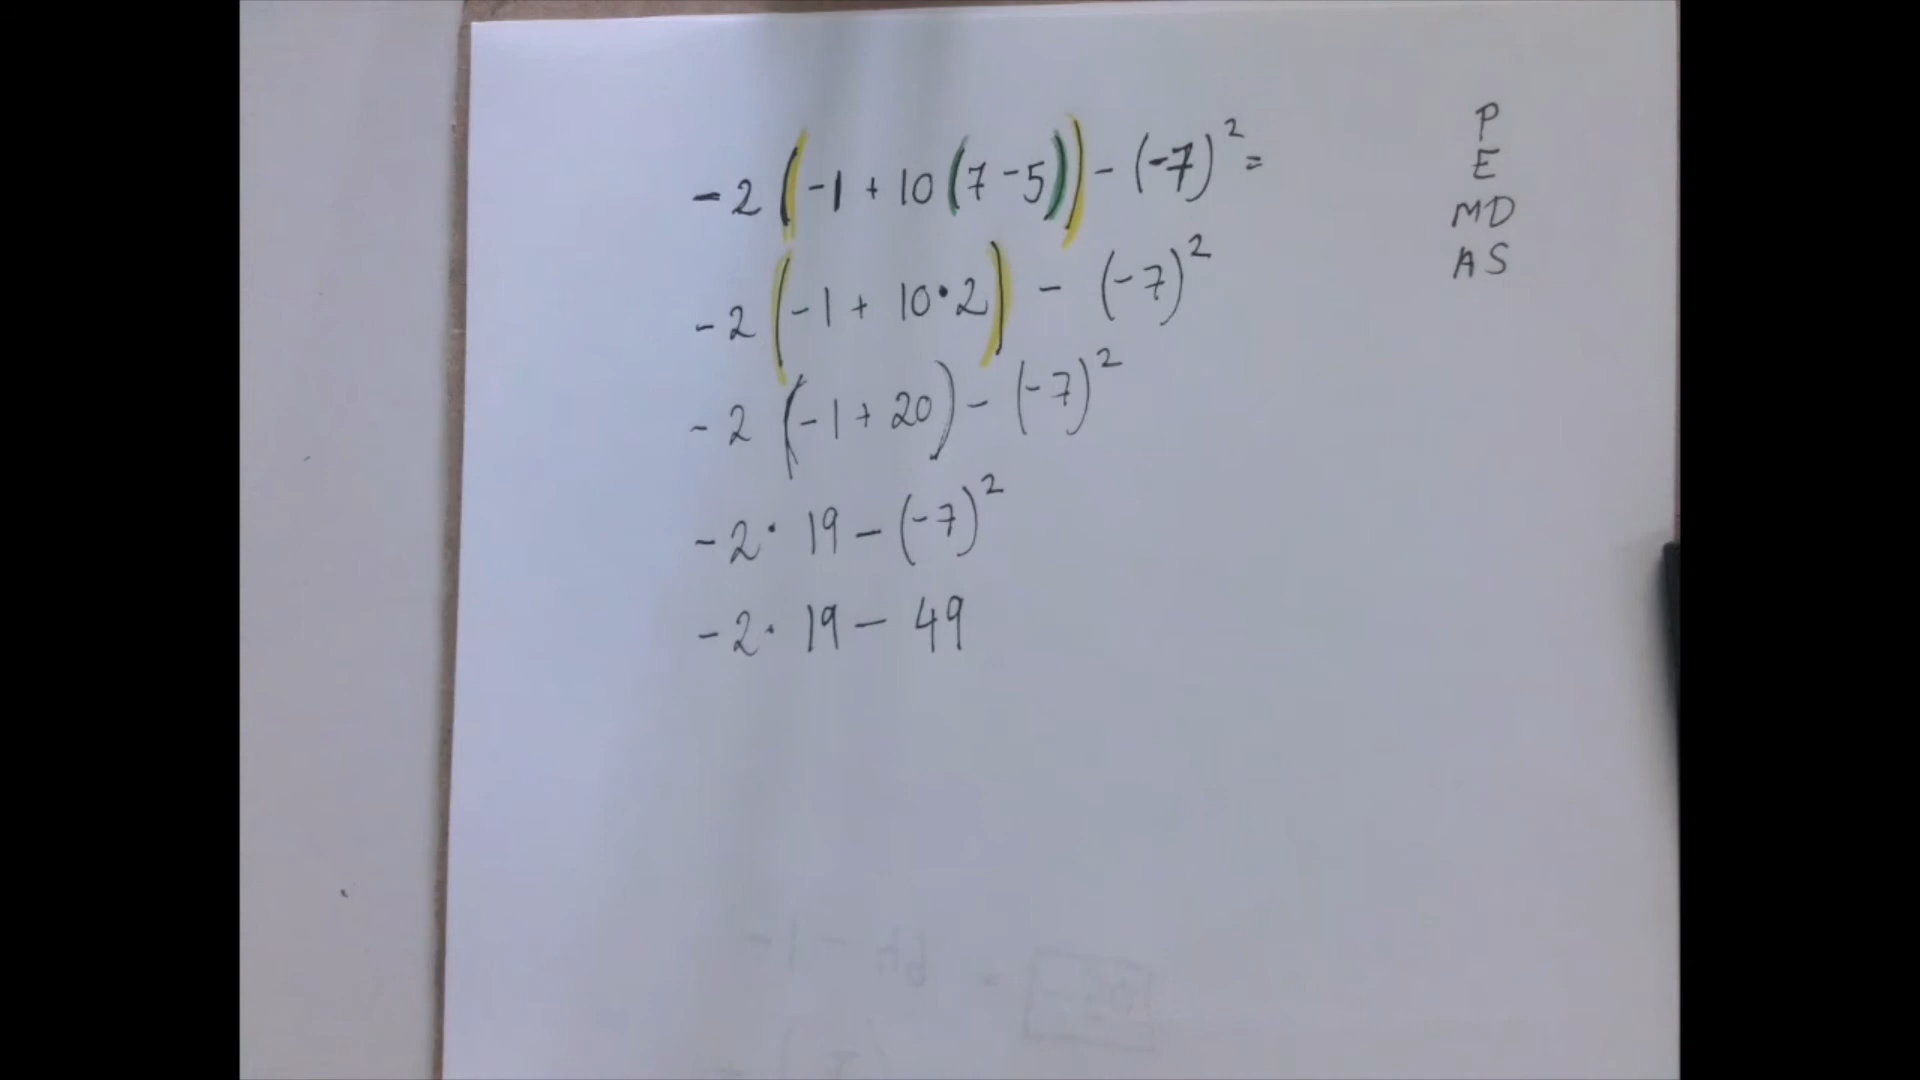 -2(-1 + 10(7-5)) - (-7)² =
-2(-1 + 10•2) - (-7)²
-2(-1 + 20) - (-7)²
-2• 19 - (-7)²
-2• 19 - 49
P
E
MD
AS